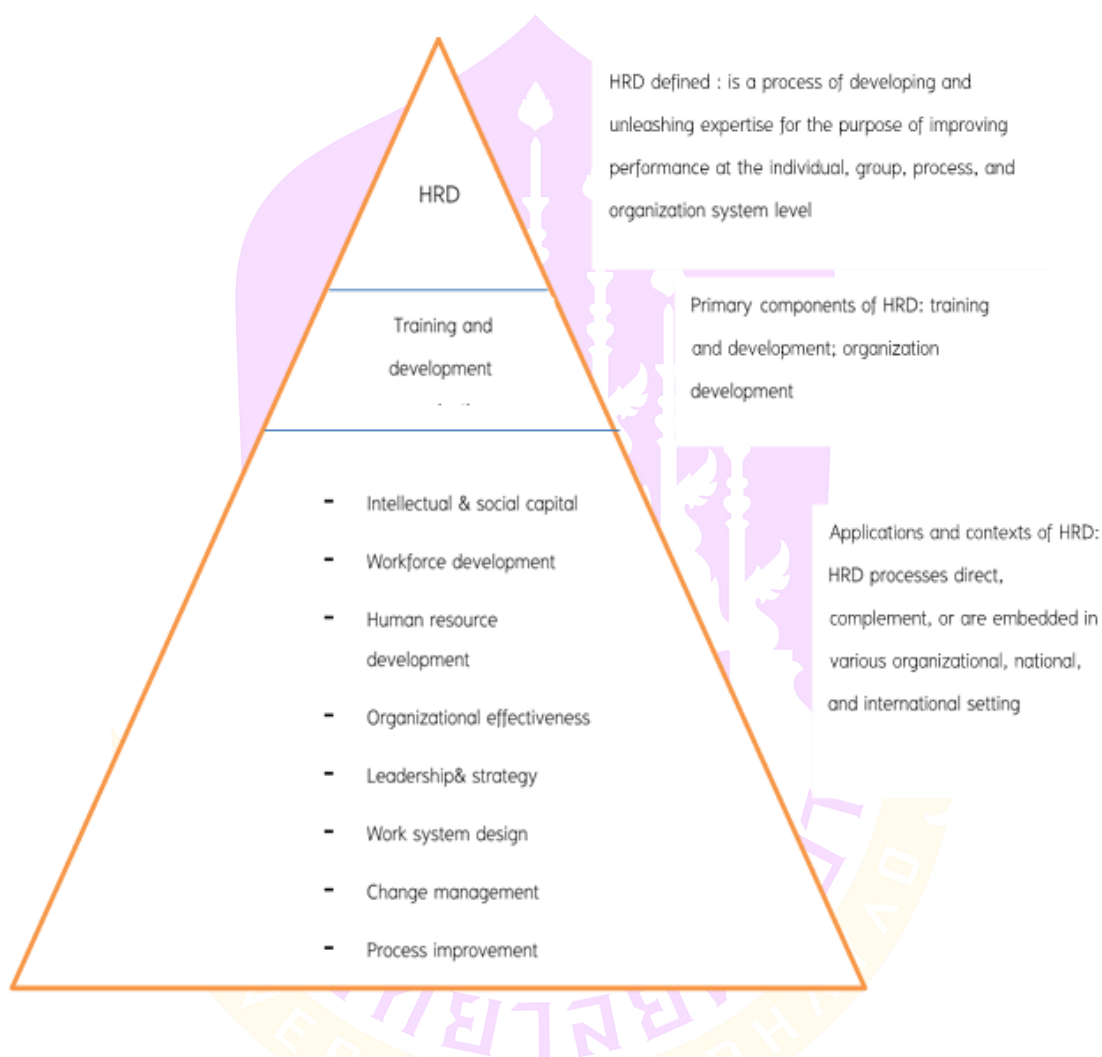 HRD defined : is a process of developing and
unleashing expertise for the purpose of improving
performance at the individual, group, process, and
organization system level
HRD
Primary components of HRD: training
and development; organization
development
Training and
development
- Intellectual & social capital
- Workforce development
- Human resource
development
- Organizational effectiveness
- Leadership& strategy
- Work system design
- Change management
- Process improvement
Applications and contexts of HRD:
HRD processes direct,
complement, or are embedded in
various organizational, national,
and international setting